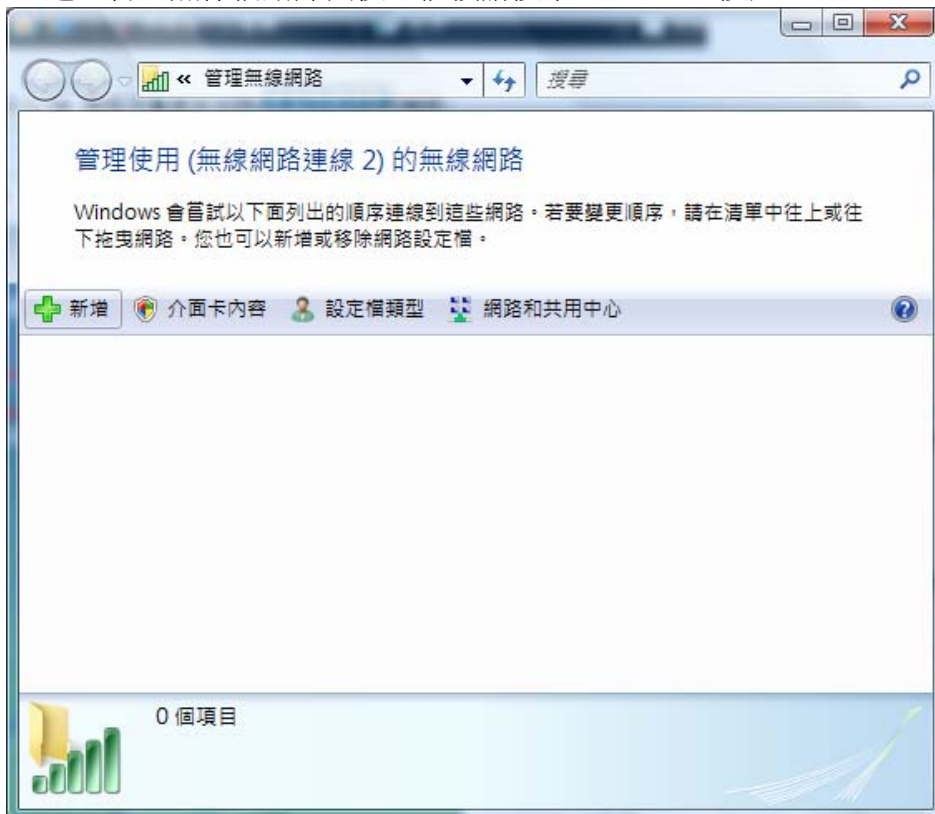 « 管理無線網路
搜尋
管理使用 (無線網路連線 2) 的無線網路
Windows 會嘗試以下面列出的順序連線到這些網路。若要變更順序，請在清單中往上或往
下拖曳網路。您也可以新增或移除網路設定檔。
新增 介面卡內容 設定檔類型 網路和共用中心
0 個項目